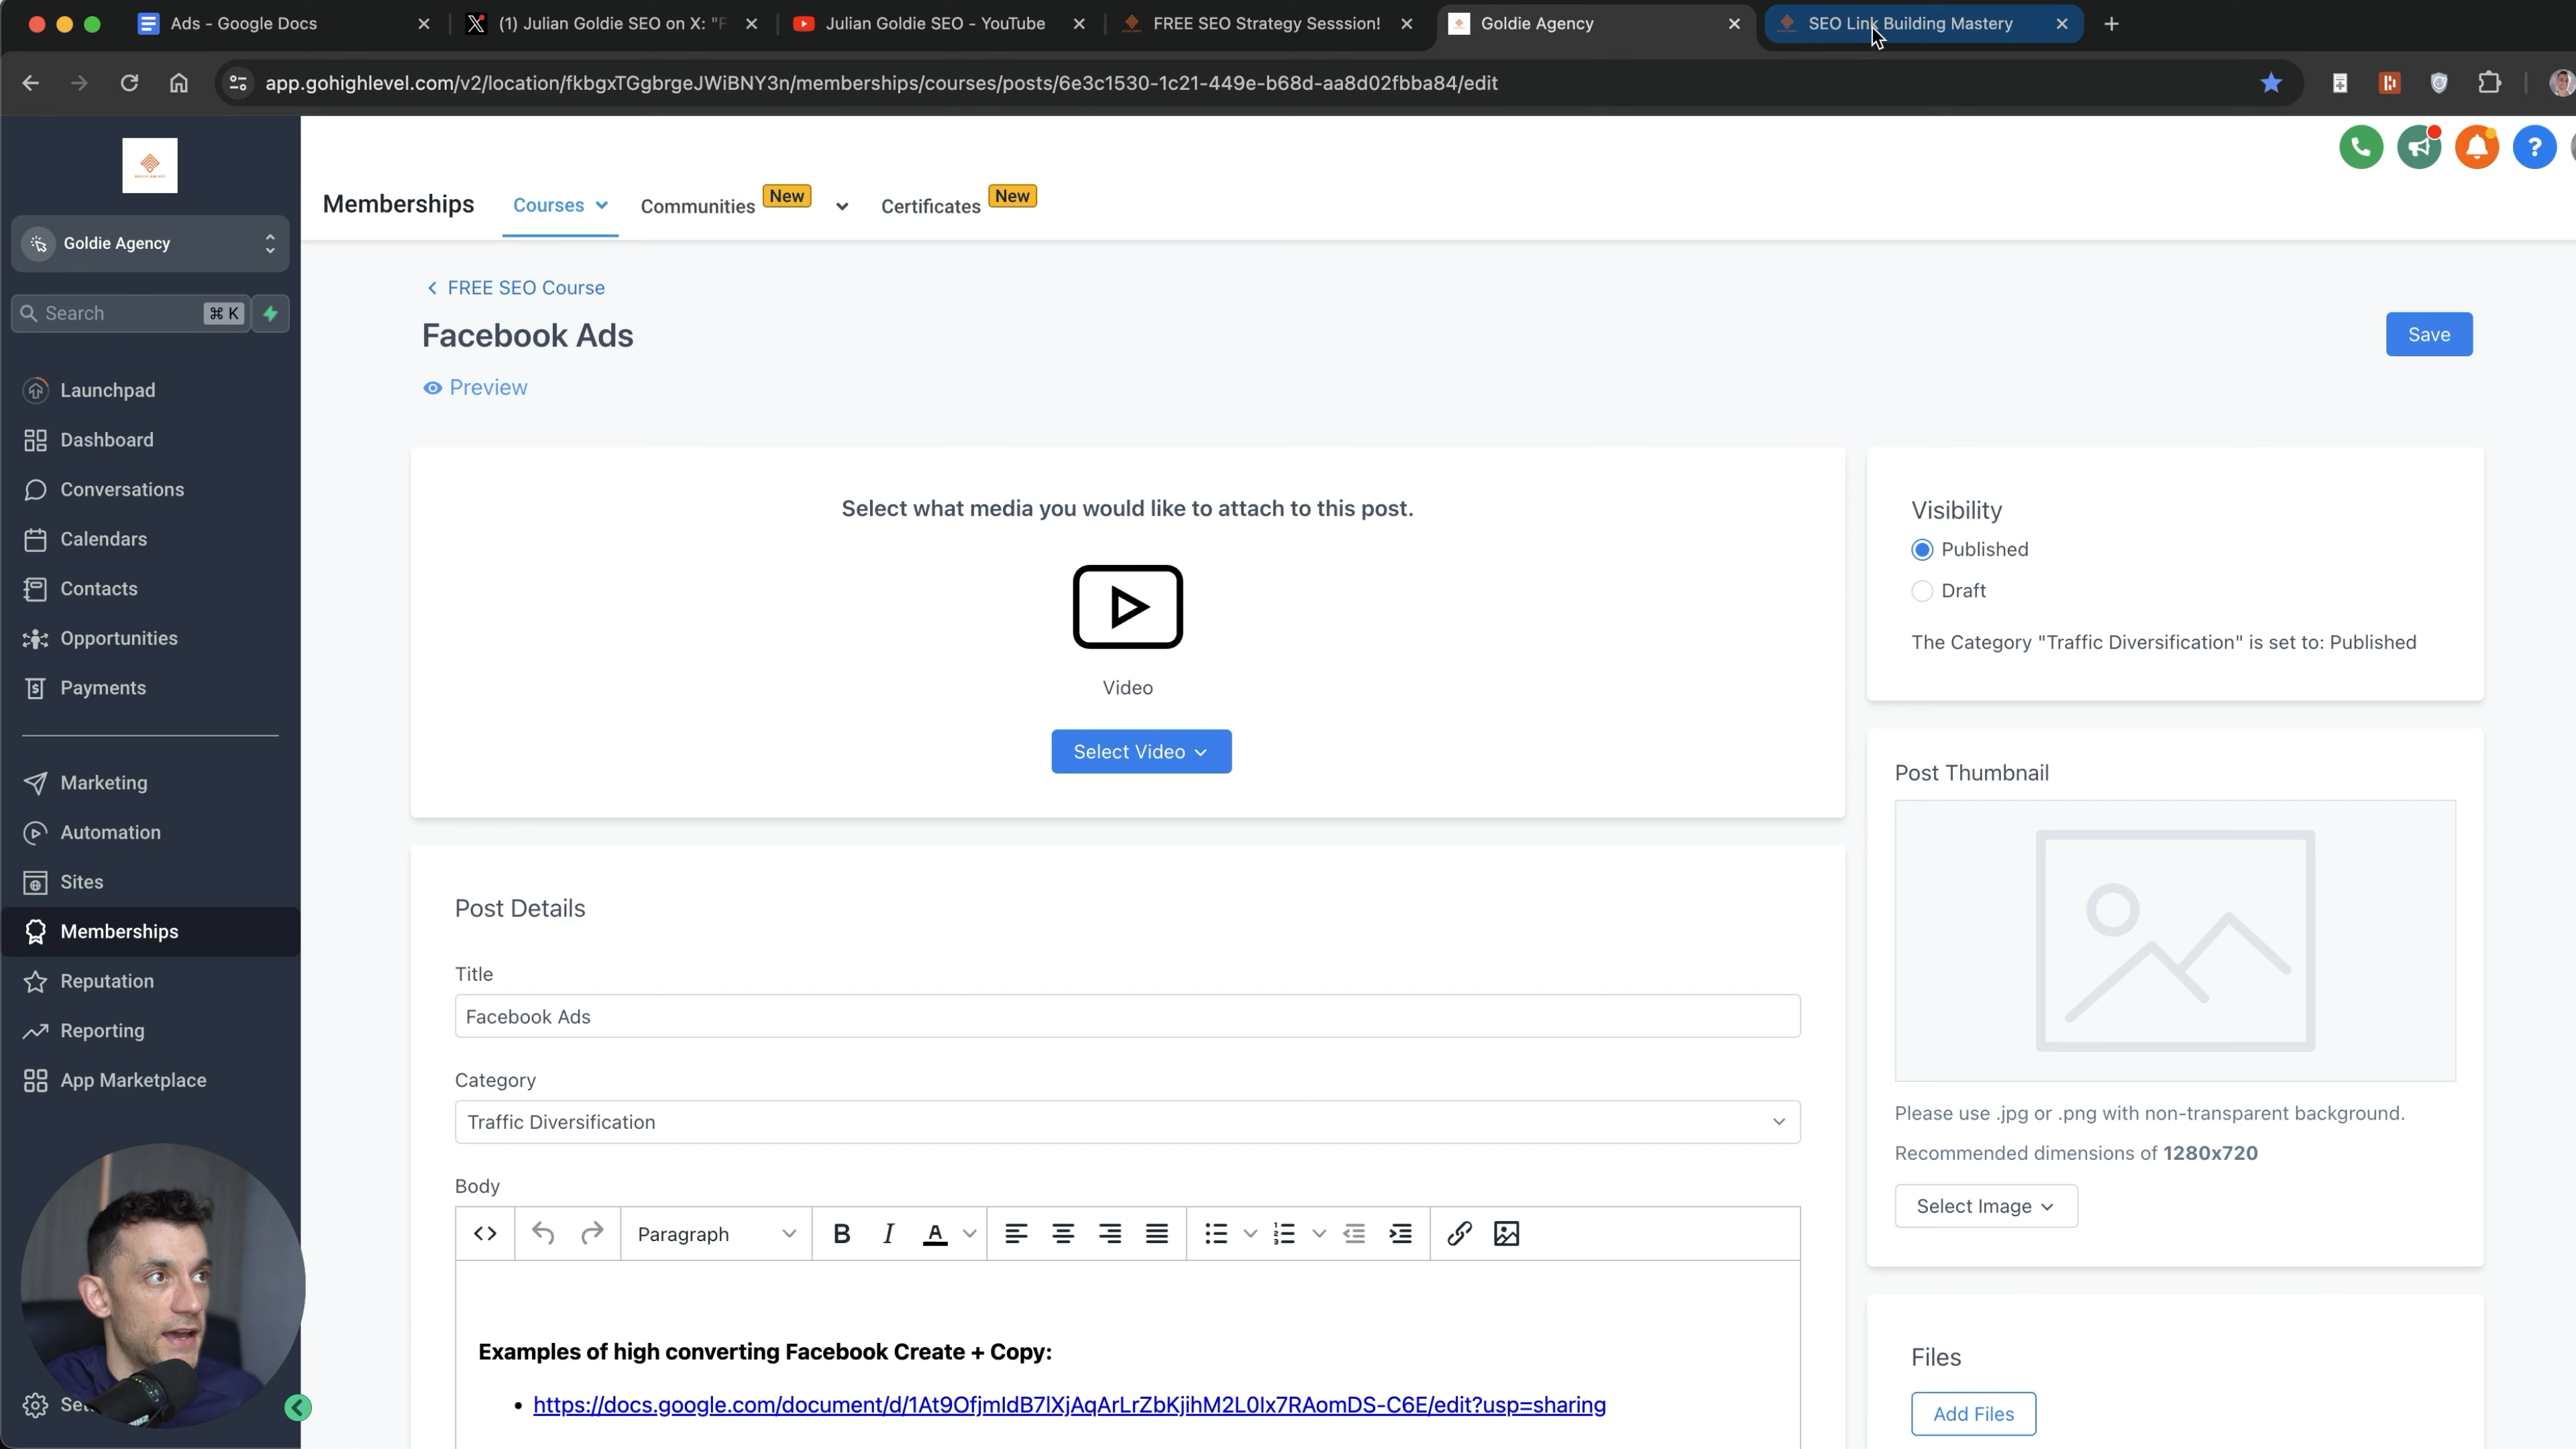 Ads - Google Docs
(1) Julian Goldie SEO on X: "F
Julian Goldie SEO - YouTube
FREE SEO Strategy Sesssion!
Goldie Agency
SEO Link Building Mastery
app.gohighlevel.com/v2/location/fkbgxTGgbrgeJWiBNY3n/memberships/courses/posts/6e3c1530-1c21-449e-b68d-aa8d02fbba84/edit
Goldie Agency
Search
⌘ K
Launchpad
Dashboard
Conversations
Calendars
Contacts
Opportunities
Payments
Marketing
Automation
Sites
Memberships
Reputation
Reporting
App Marketplace
Memberships
Courses
Communities
New
Certificates
New
FREE SEO Course
Facebook Ads
Save
Preview
Select what media you would like to attach to this post.
Video
Select Video
Post Details
Title
Facebook Ads
Category
Traffic Diversification
Body
Paragraph
Examples of high converting Facebook Create + Copy:
• https://docs.google.com/document/d/1At9OfjmldB7lXjAqArLrZbKjihM2L0Ix7RAomDS-C6E/edit?usp=sharing
Visibility
Published
Draft
The Category "Traffic Diversification" is set to: Published
Post Thumbnail
Please use .jpg or .png with non-transparent background.
Recommended dimensions of 1280x720
Select Image
Files
Add Files